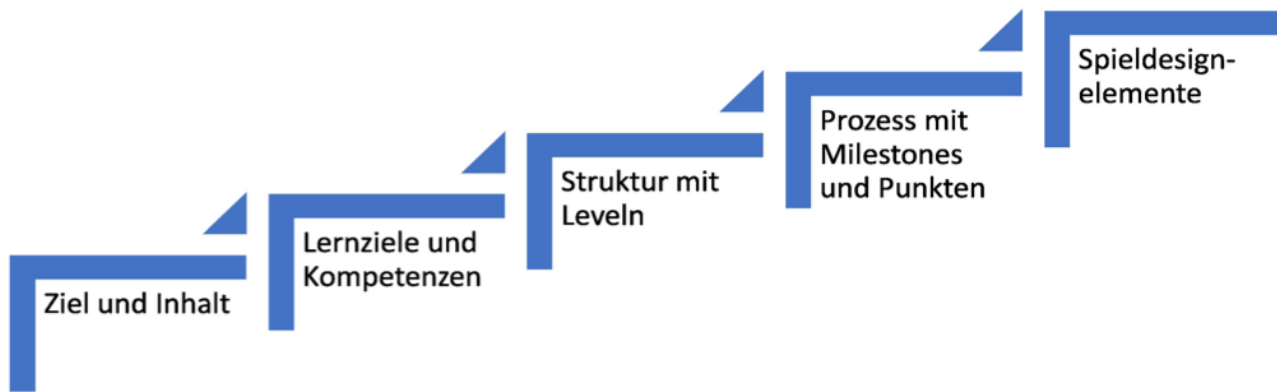 Ziel und Inhalt
Lernziele und
Kompetenzen
Struktur mit
Leveln
Prozess mit
Milestones
und Punkten
Spieldesign-
elemente